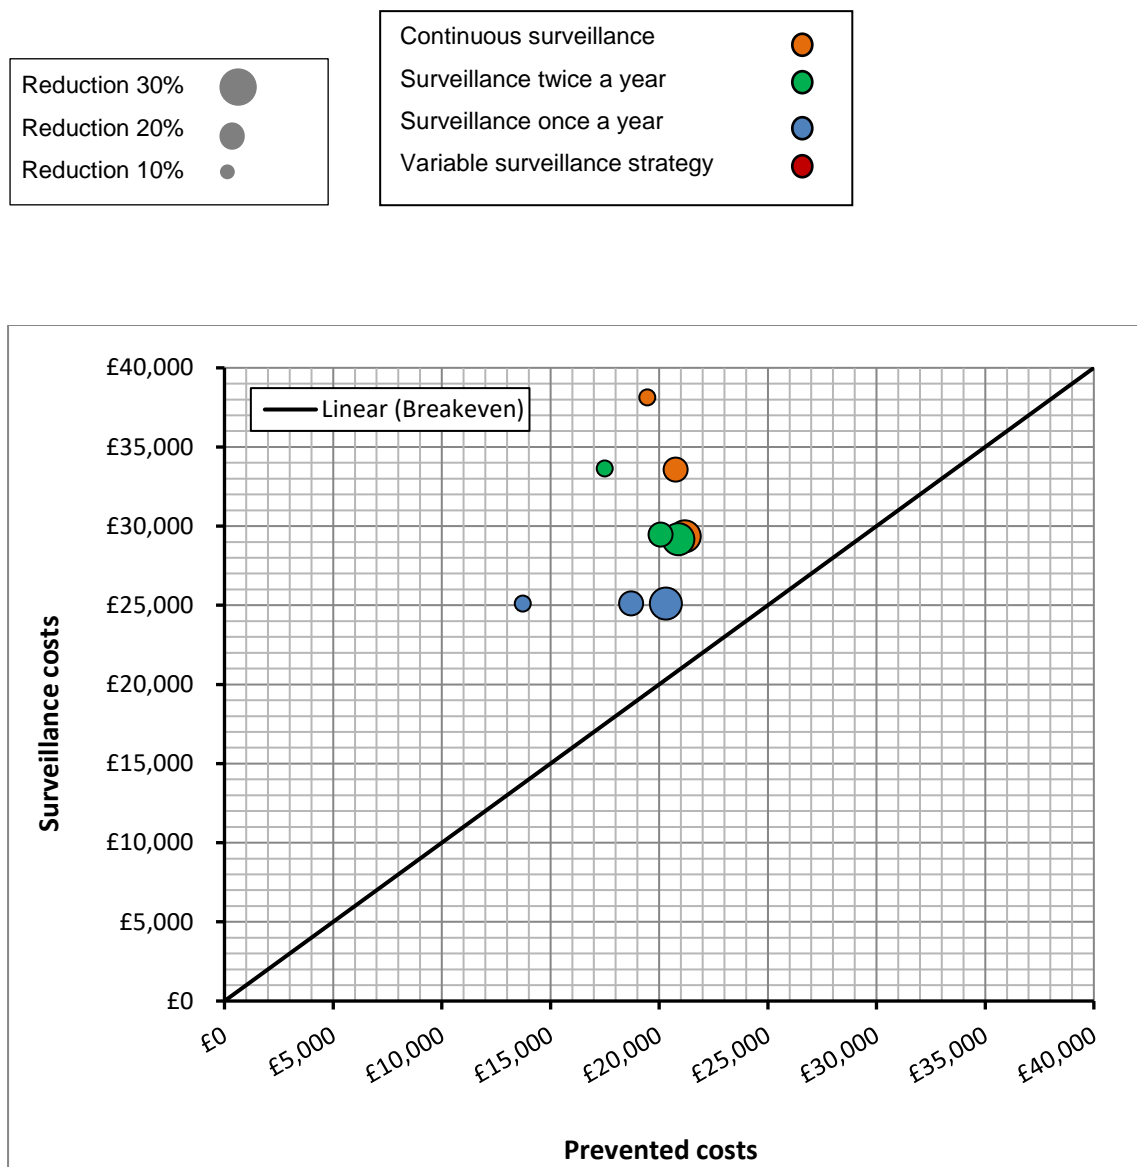 Reduction 30%
Reduction 20%
Reduction 10%
Continuous surveillance
Surveillance twice a year
Surveillance once a year
Variable surveillance strategy
£40,000
£35,000
£30,000
£25,000
£20,000
£15,000
£10,000
£5,000
£0
Linear (Breakeven)
Surveillance costs
£0
£5,000
£10,000
£15,000
£20,000
£25,000
£30,000
£35,000
£40,000
Prevented costs